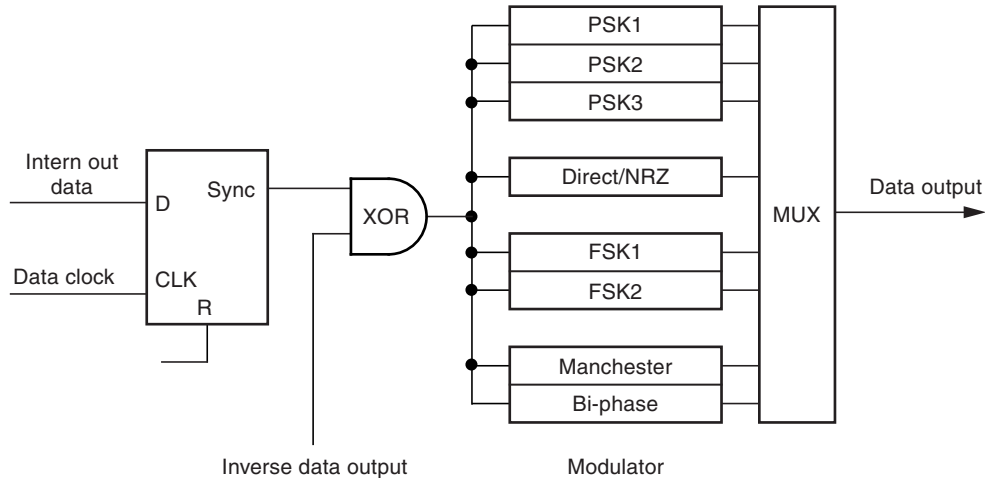 PSK1
PSK2
PSK3
Intern out
data
Sync
D
Direct/NRZ
XOR
MUX
Data output
Data clock
CLK
R
FSK1
FSK2
Manchester
Bi-phase
Inverse data output
Modulator